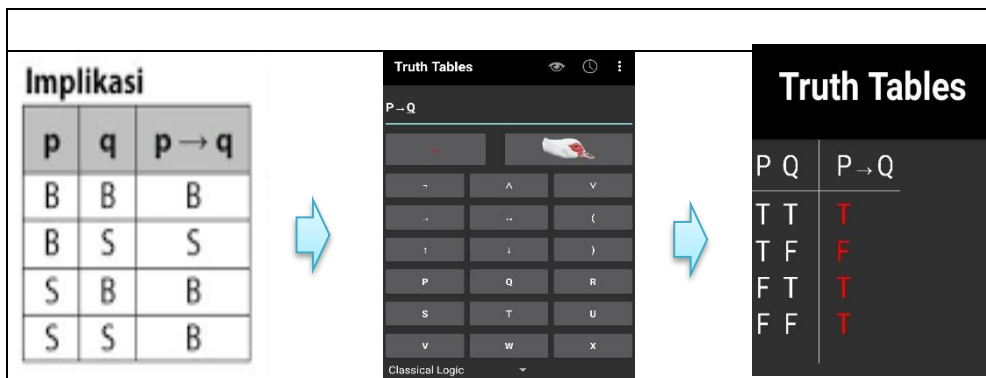 Implikasi
p q p → q
B B B
B S S
S B B
S S B
Truth Tables
P→Q
¬ ∧ ∨
→ ↔ (
↑ ↓ )
P Q R
S T U
V W X
Classical Logic
Truth Tables
P Q P→Q
T T T
T F F
F T T
F F T